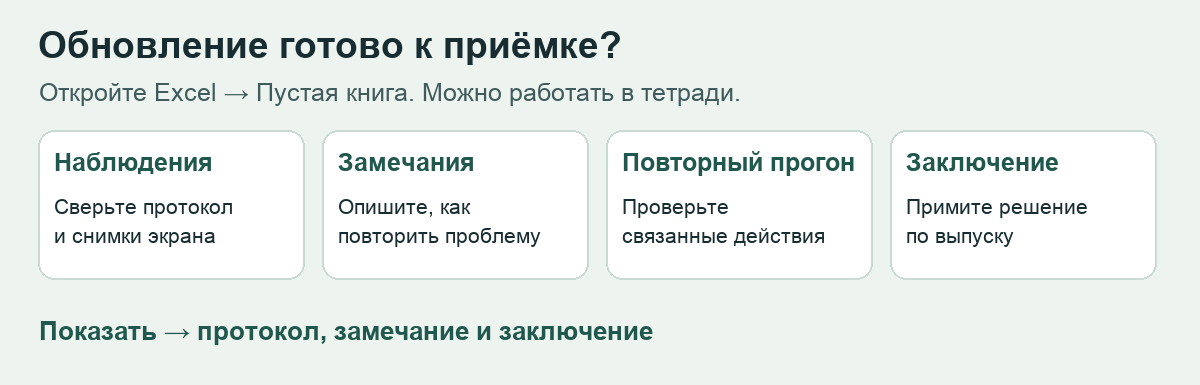 Обновление готово к приёмке?
Откройте Excel → Пустая книга. Можно работать в тетради.
Наблюдения
Сверьте протокол
и снимки экрана
Замечания
Опишите, как
повторить проблему
Повторный прогон
Проверьте
связанные действия
Заключение
Примите решение
по выпуску
Показать → протокол, замечание и заключение